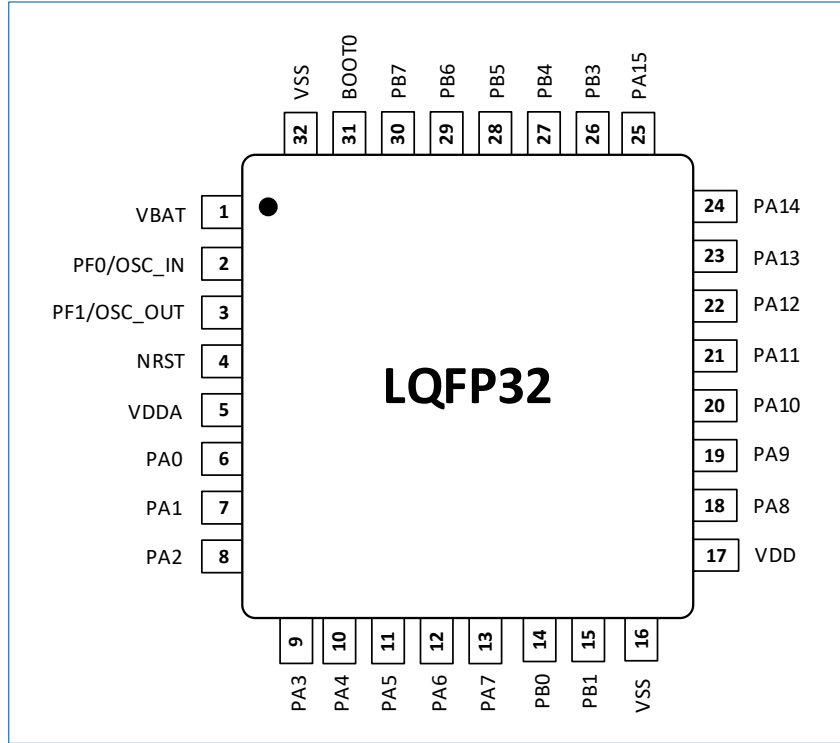 VSS
BOOT0
PB7
PB6
PB5
PB4
PB3
PA15
32
31
30
29
28
27
26
25
VBAT 1
PF0/OSC_IN 2
PF1/OSC_OUT 3
NRST 4
VDDA 5
PA0 6
PA1 7
PA2 8
LQFP32
24 PA14
23 PA13
22 PA12
21 PA11
20 PA10
19 PA9
18 PA8
17 VDD
9
10
11
12
13
14
15
16
PA3
PA4
PA5
PA6
PA7
PB0
PB1
VSS